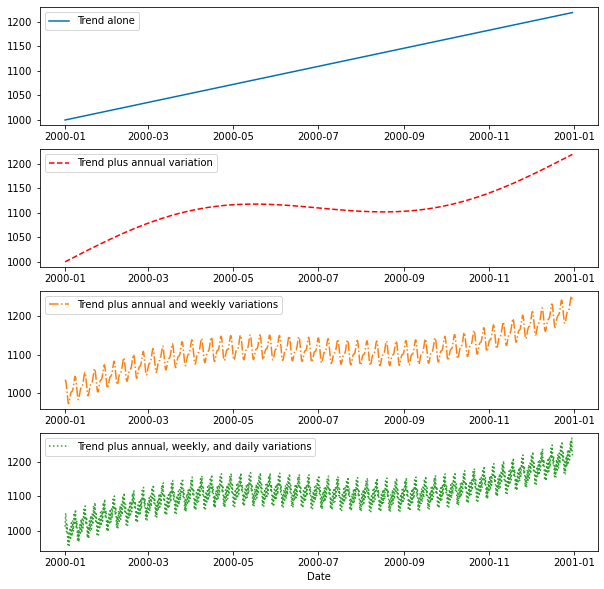 Trend alone
1200
1150
1100
1050
1000
2000-01 2000-03 2000-05 2000-07 2000-09 2000-11 2001-01
Trend plus annual variation
1200
1150
1100
1050
1000
2000-01 2000-03 2000-05 2000-07 2000-09 2000-11 2001-01
Trend plus annual and weekly variations
1200
1100
1000
2000-01 2000-03 2000-05 2000-07 2000-09 2000-11 2001-01
Trend plus annual, weekly, and daily variations
1200
1100
1000
2000-01 2000-03 2000-05 2000-07 2000-09 2000-11 2001-01
Date